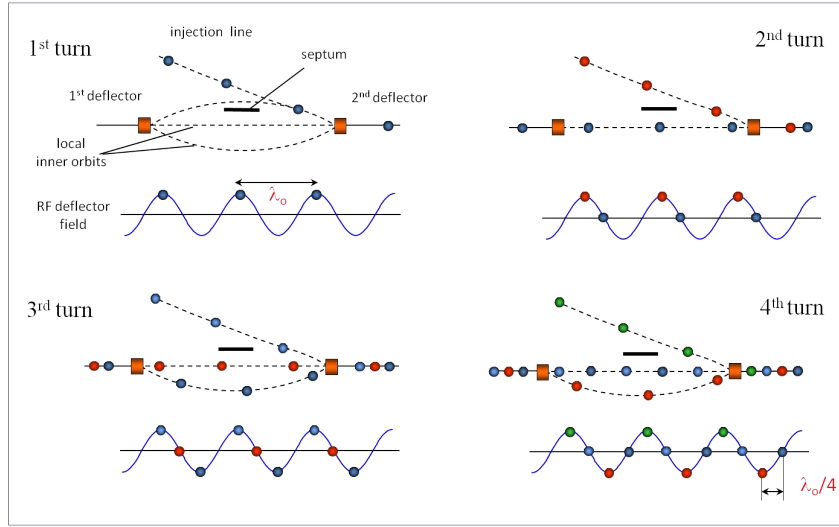 injection line
1st turn
septum
1st deflector
2nd deflector
local
inner orbits
λo
RF deflector
field
2nd turn
3rd turn
4th turn
λo/4